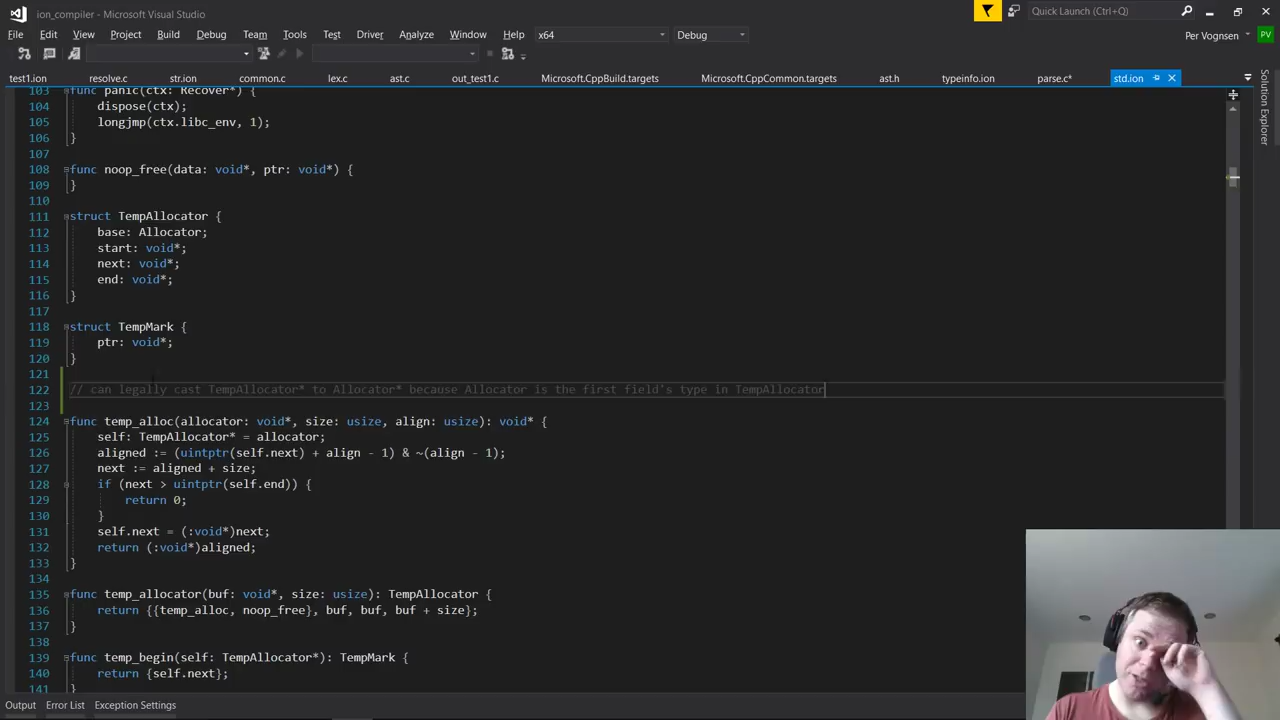 ion_compiler - Microsoft Visual Studio
Quick Launch (Ctrl+Q)
File Edit View Project Build Debug Team Tools Test Driver Analyze Window Help x64 Debug Per Vognsen PV
test1.ion resolve.c str.ion common.c lex.c ast.c out_test1.c Microsoft.CppBuild.targets Microsoft.CppCommon.targets ast.h typeinfo.ion parse.c* std.ion
Solution Explorer
103 func panic(ctx: Recover*) {
104 dispose(ctx);
105 longjmp(ctx.libc_env, 1);
106 }
107
108 func noop_free(data: void*, ptr: void*) {
109 }
110
111 struct TempAllocator {
112 base: Allocator;
113 start: void*;
114 next: void*;
115 end: void*;
116 }
117
118 struct TempMark {
119 ptr: void*;
120 }
121
122 // can legally cast TempAllocator* to Allocator* because Allocator is the first field's type in TempAllocator
123
124 func temp_alloc(allocator: void*, size: usize, align: usize): void* {
125 self: TempAllocator* = allocator;
126 aligned := (uintptr(self.next) + align - 1) & ~(align - 1);
127 next := aligned + size;
128 if (next > uintptr(self.end)) {
129 return 0;
130 }
131 self.next = (:void*)next;
132 return (:void*)aligned;
133 }
134
135 func temp_allocator(buf: void*, size: usize): TempAllocator {
136 return {{temp_alloc, noop_free}, buf, buf, buf + size};
137 }
138
139 func temp_begin(self: TempAllocator*): TempMark {
140 return {self.next};
141 }
Output Error List Exception Settings